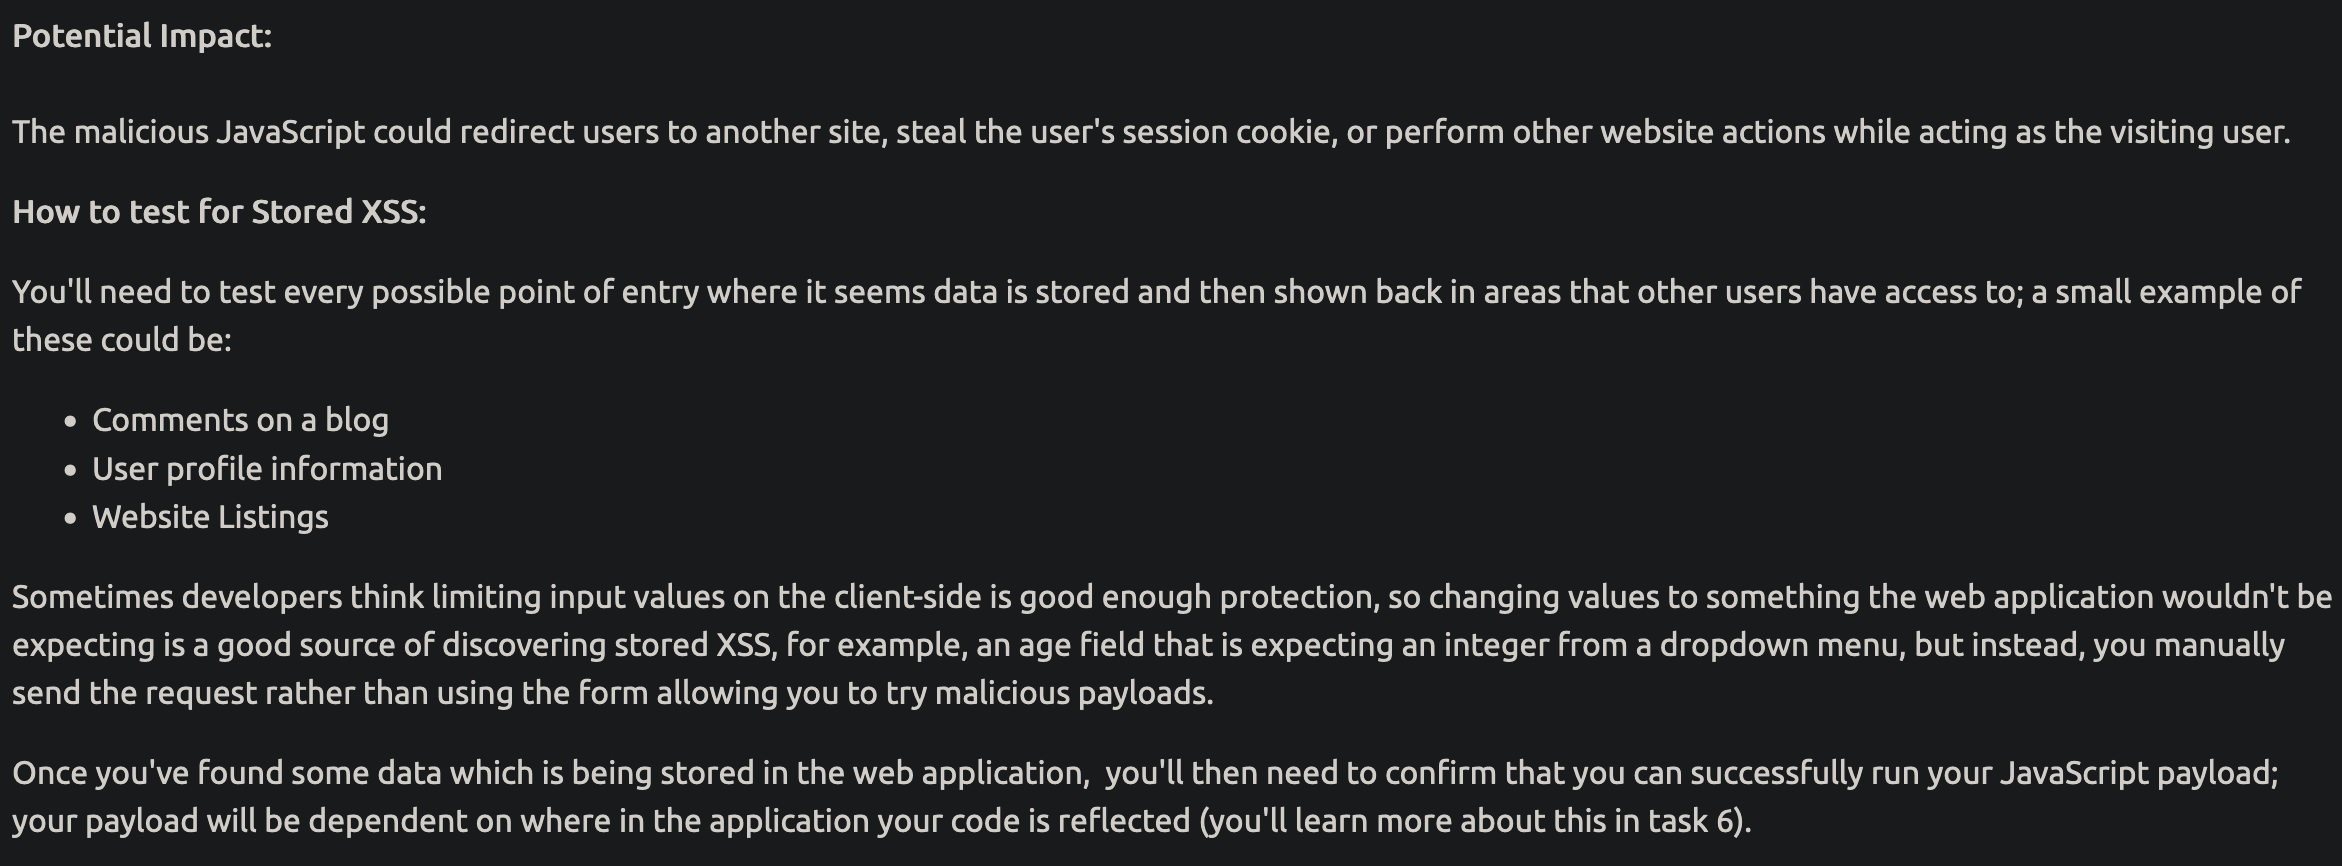 Potential Impact:
The malicious JavaScript could redirect users to another site, steal the user's session cookie, or perform other website actions while acting as the visiting user.
How to test for Stored XSS:
You'll need to test every possible point of entry where it seems data is stored and then shown back in areas that other users have access to; a small example of
these could be:
• Comments on a blog
• User profile information
• Website Listings
Sometimes developers think limiting input values on the client-side is good enough protection, so changing values to something the web application wouldn't be
expecting is a good source of discovering stored XSS, for example, an age field that is expecting an integer from a dropdown menu, but instead, you manually
send the request rather than using the form allowing you to try malicious payloads.
Once you've found some data which is being stored in the web application,  you'll then need to confirm that you can successfully run your JavaScript payload;
your payload will be dependent on where in the application your code is reflected (you'll learn more about this in task 6).